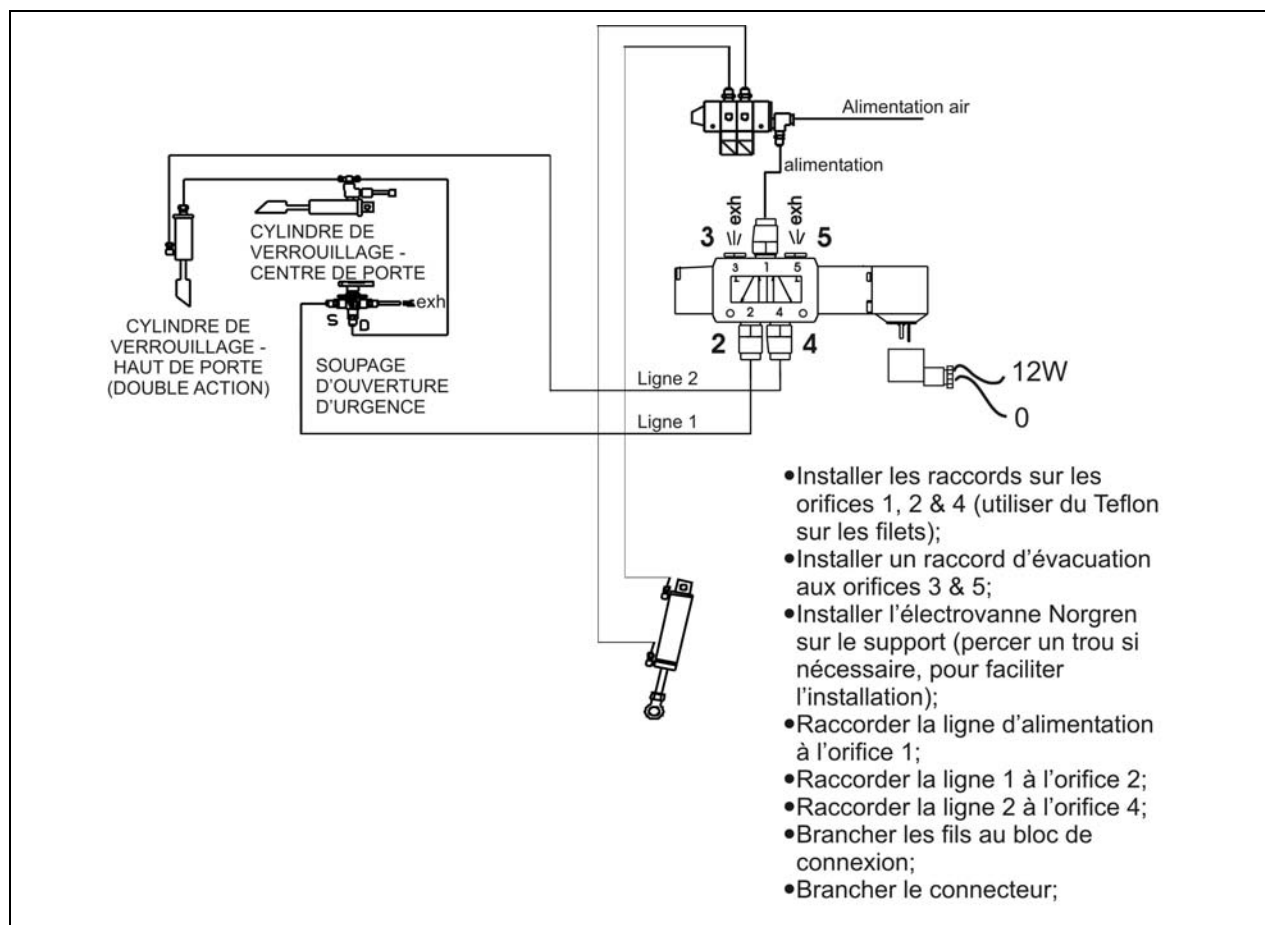 Alimentation air
alimentation
exh
exh
3
5
3 1 5
2 4
2
4
CYLINDRE DE
VERROUILLAGE -
CENTRE DE PORTE
exh
S
D
CYLINDRE DE
VERROUILLAGE -
HAUT DE PORTE
(DOUBLE ACTION)
SOUPAGE
D'OUVERTURE
D'URGENCE
Ligne 2
Ligne 1
12W
0
•Installer les raccords sur les
orifices 1, 2 & 4 (utiliser du Teflon
sur les filets);
•Installer un raccord d'évacuation
aux orifices 3 & 5;
•Installer l'électrovanne Norgren
sur le support (percer un trou si
nécessaire, pour faciliter
l'installation);
•Raccorder la ligne d'alimentation
à l'orifice 1;
•Raccorder la ligne 1 à l'orifice 2;
•Raccorder la ligne 2 à l'orifice 4;
•Brancher les fils au bloc de
connexion;
•Brancher le connecteur;